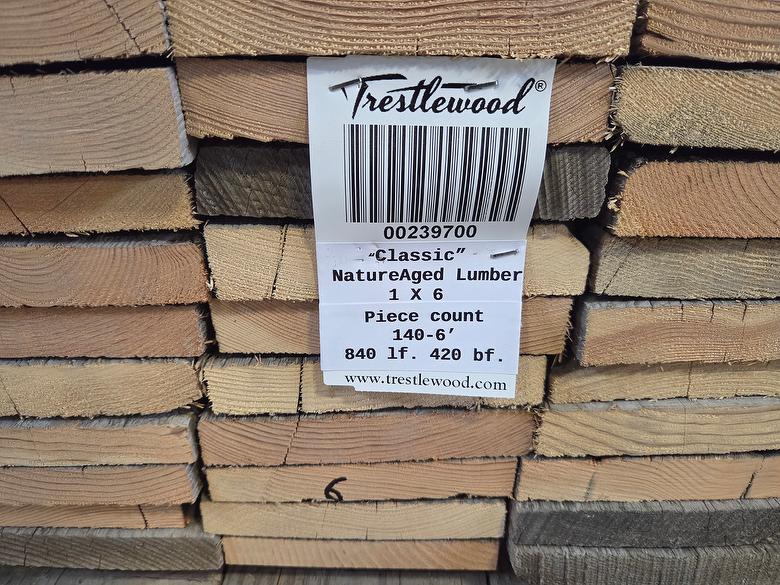 Trestlewood®
00239700
"Classic"
NatureAged Lumber
1 X 6
Piece count
140-6'
840 lf. 420 bf.
www.trestlewood.com
6